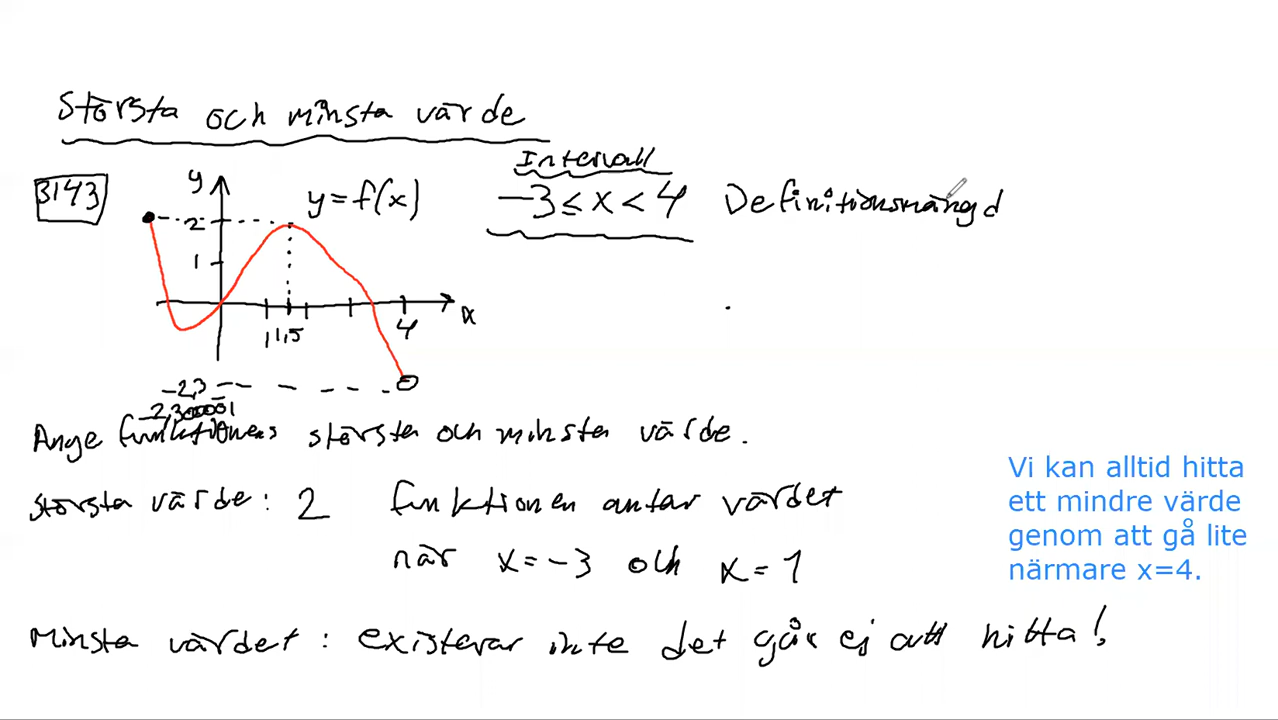 Största och minsta värde
Intervall
3143
y
y=f(x)
-3≤x<4 Definitionsmängd
2
1
1 1,5
4
x
-2,3
-2,300001
Ange funktionens största och minsta värde.
största värde: 2 funktionen antar värdet
när x=-3 och x=1
Minsta värdet: existerar inte det går ej att hitta!
Vi kan alltid hitta
ett mindre värde
genom att gå lite
närmare x=4.